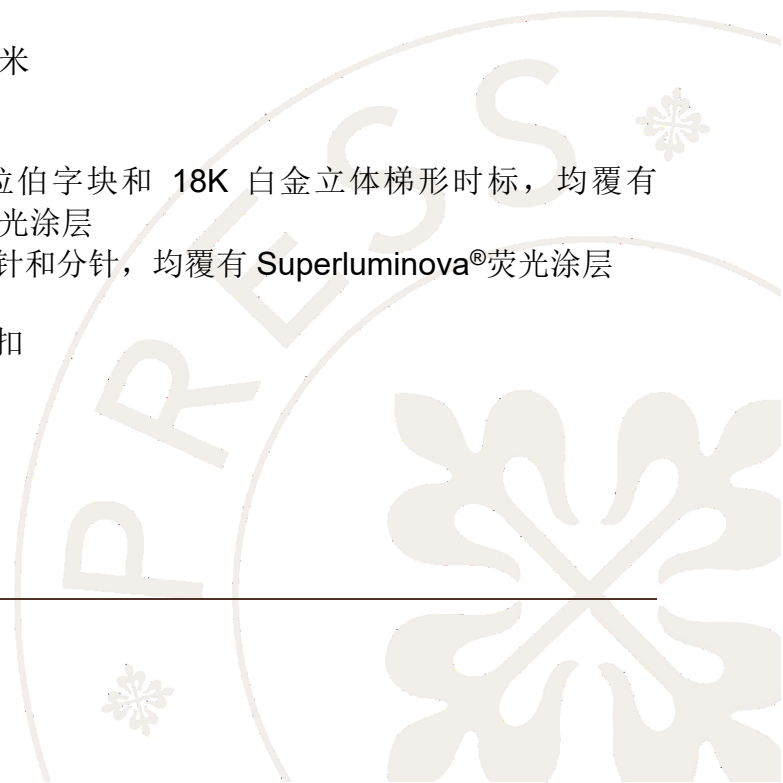 米
拉伯字块和 18K 白金立体梯形时标，均覆有
光涂层
针和分针，均覆有 Superluminova®荧光涂层
扣
PRESS